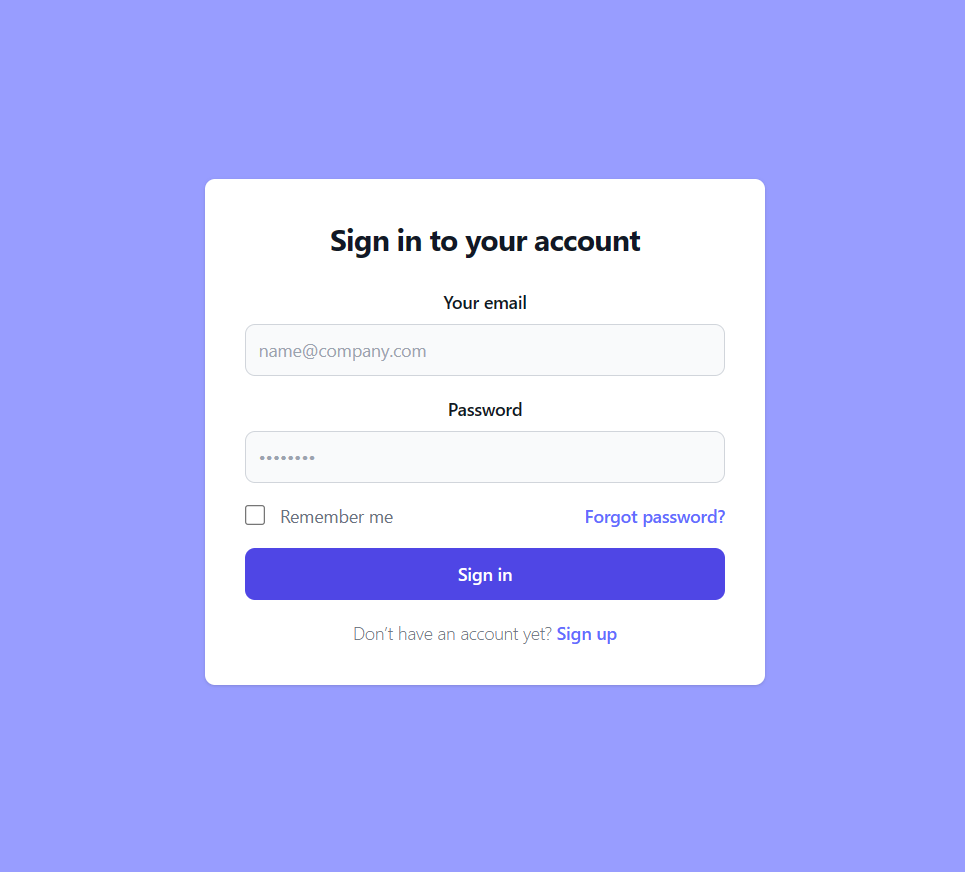 Sign in to your account
Your email
name@company.com
Password
••••••••
Remember me Forgot password?
Sign in
Don’t have an account yet? Sign up